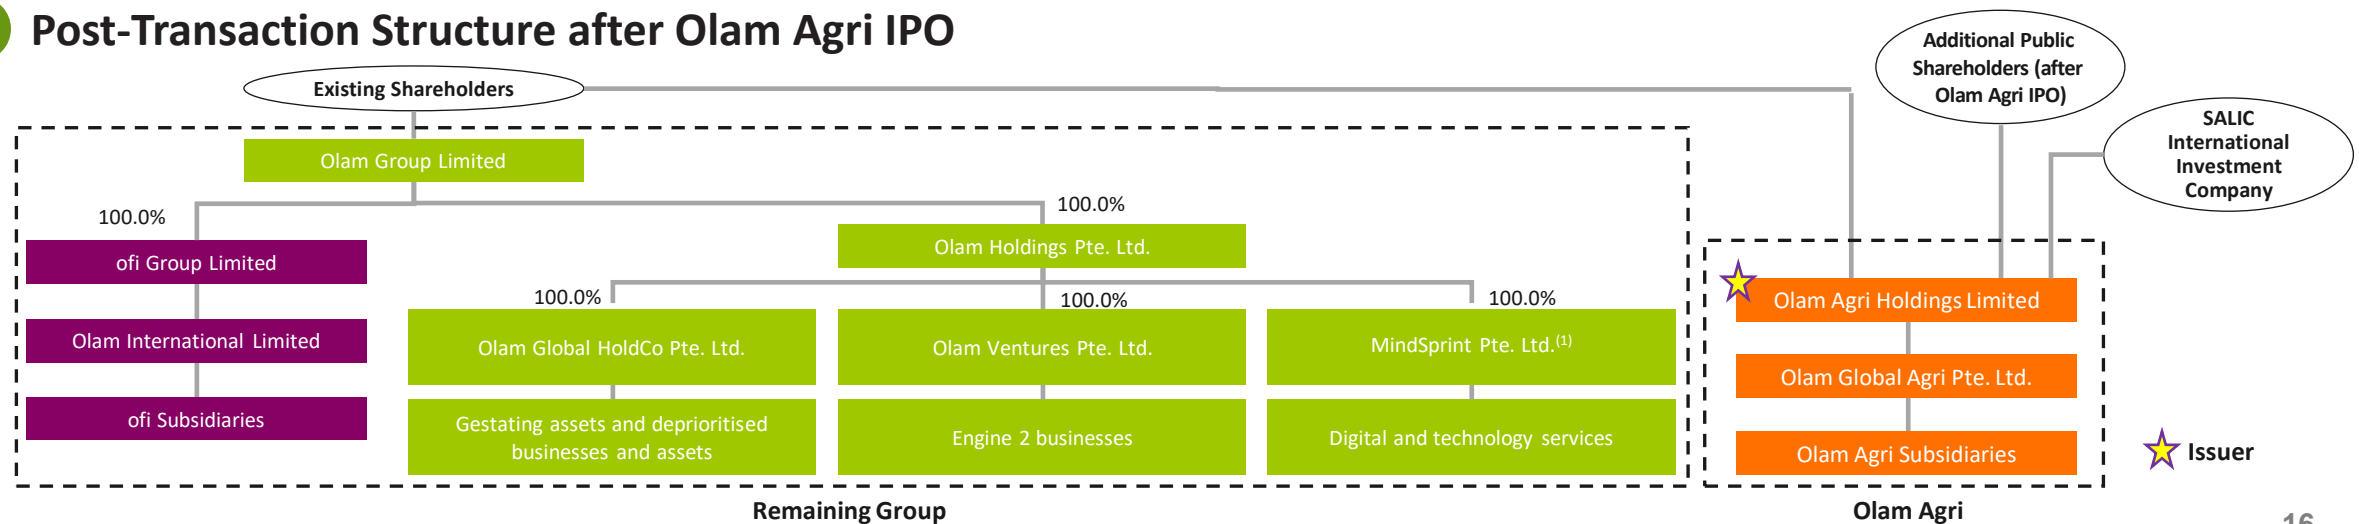 Post-Transaction Structure after Olam Agri IPO
Existing Shareholders
Additional Public
Shareholders (after
Olam Agri IPO)
SALIC
International
Investment
Company
Olam Group Limited
100.0%
100.0%
ofi Group Limited
Olam Holdings Pte. Ltd.
100.0%
100.0%
100.0%
Olam International Limited
Olam Global HoldCo Pte. Ltd.
Olam Ventures Pte. Ltd.
MindSprint Pte. Ltd.(1)
ofi Subsidiaries
Gestating assets and deprioritised
businesses and assets
Engine 2 businesses
Digital and technology services
Olam Agri Holdings Limited
Olam Global Agri Pte. Ltd.
Olam Agri Subsidiaries
Issuer
Remaining Group
Olam Agri
16